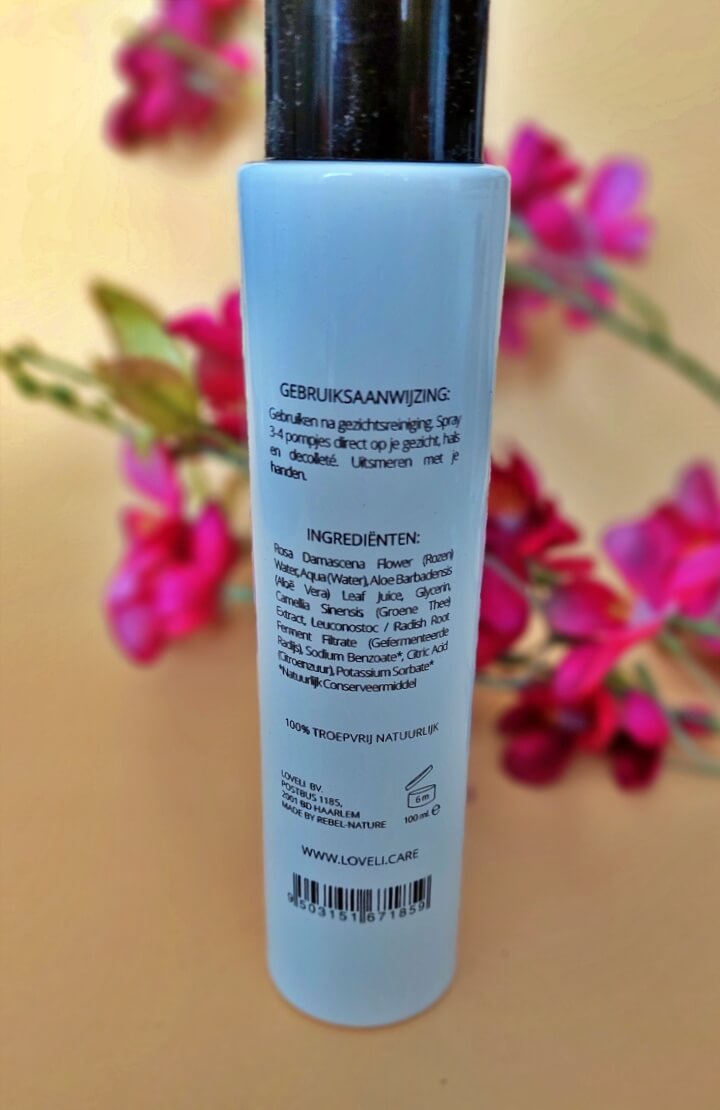 GEBRUIKSAANWIJZING:
Gebruiken na gezichtsreiniging. Spray
3-4 pompjes direct op je gezicht, hals
en decolleté. Uitsmeren met je
handen.
INGREDIËNTEN:
Rosa Damascena Flower (Rozen)
Water, Aqua (Water), Aloe Barbadensis
(Aloë Vera) Leaf Juice, Glycerin,
Camellia Sinensis (Groene Thee)
Extract, Leuconostoc / Radish Root
Ferment Filtrate (Gefermenteerde
Radijs), Sodium Benzoate*, Citric Acid
(Citroenzuur), Potassium Sorbate*
*Natuurlijk Conserveermiddel
100% TROEPVRIJ NATUURLIJK
LOVELI BV.
POSTBUS 1185,
2001 BD HAARLEM
MADE BY REBEL-NATURE
6 m
100 ml e
WWW.LOVELI.CARE
9 503151 671859